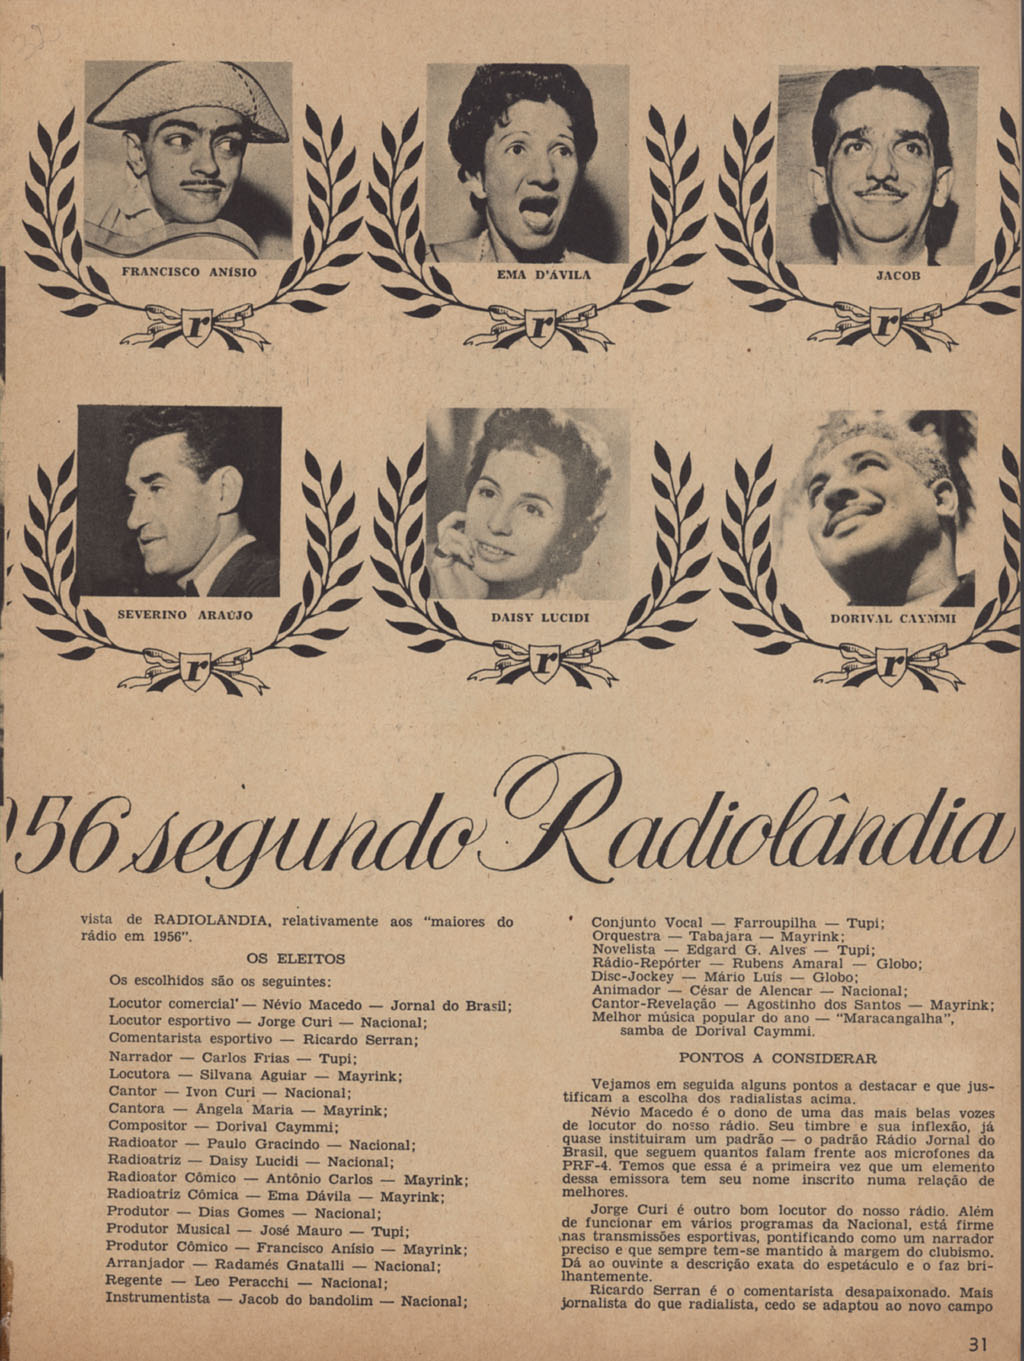 FRANCISCO ANÍSIO
EMA D'ÁVILA
JACOB
r
r
r
SEVERINO ARAÚJO
DAISY LUCIDI
DORIVAL CAYMMI
r
r
r
'56 segundo Radiolândia
vista de RADIOLANDIA, relativamente aos "maiores do
rádio em 1956".
OS ELEITOS
Os escolhidos são os seguintes:
Locutor comercial — Névio Macedo — Jornal do Brasil;
Locutor esportivo — Jorge Curi — Nacional;
Comentarista esportivo — Ricardo Serran;
Narrador — Carlos Frias — Tupi;
Locutora — Silvana Aguiar — Mayrink;
Cantor — Ivon Curi — Nacional;
Cantora — Angela Maria — Mayrink;
Compositor — Dorival Caymmi;
Radioator — Paulo Gracindo — Nacional;
Radioatriz — Daisy Lucidi — Nacional;
Radioator Cômico — Antônio Carlos — Mayrink;
Radioatriz Cômica — Ema Dávila — Mayrink;
Produtor — Dias Gomes — Nacional;
Produtor Musical — José Mauro — Tupi;
Produtor Cômico — Francisco Anísio — Mayrink;
Arranjador — Radamés Gnatalli — Nacional;
Regente — Leo Peracchi — Nacional;
Instrumentista — Jacob do bandolim — Nacional;
Conjunto Vocal — Farroupilha — Tupi;
Orquestra — Tabajara — Mayrink;
Novelista — Edgard G. Alves — Tupi;
Rádio-Repórter — Rubens Amaral — Globo;
Disc-Jockey — Mário Luís — Globo;
Animador — César de Alencar — Nacional;
Cantor-Revelação — Agostinho dos Santos — Mayrink;
Melhor música popular do ano — "Maracangalha",
samba de Dorival Caymmi.
PONTOS A CONSIDERAR
Vejamos em seguida alguns pontos a destacar e que jus-
tificam a escolha dos radialistas acima.
Névio Macedo é o dono de uma das mais belas vozes
de locutor do nosso rádio. Seu timbre e sua inflexão, já
quase instituiram um padrão — o padrão Rádio Jornal do
Brasil, que seguem quantos falam frente aos microfones da
PRF-4. Temos que essa é a primeira vez que um elemento
dessa emissora tem seu nome inscrito numa relação de
melhores.
Jorge Curi é outro bom locutor do nosso rádio. Além
de funcionar em vários programas da Nacional, está firme
nas transmissões esportivas, pontificando como um narrador
preciso e que sempre tem-se mantido à margem do clubismo.
Dá ao ouvinte a descrição exata do espetáculo e o faz bri-
lhantemente.
Ricardo Serran é o comentarista desapaixonado. Mais
jornalista do que radialista, cedo se adaptou ao novo campo
31